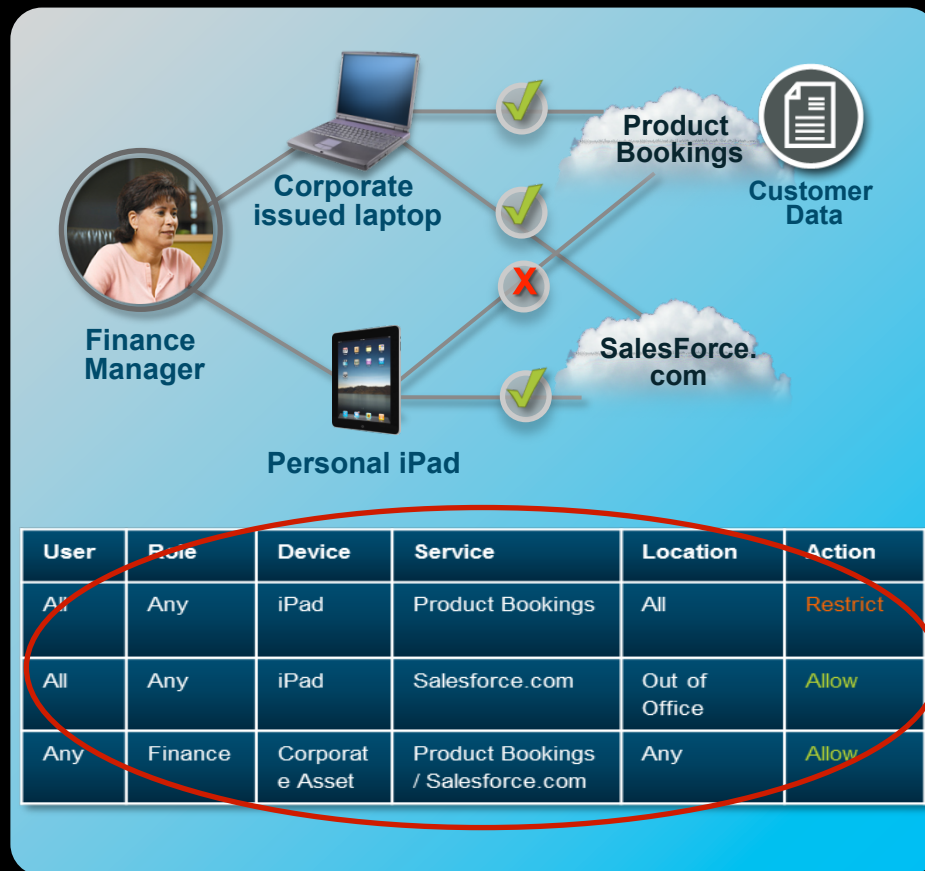 Product
Bookings
Customer
Data
Corporate
issued laptop
X
Finance
Manager
SalesForce.
com
Personal iPad
User Role Device Service Location Action
All Any iPad Product Bookings All Restrict
All Any iPad Salesforce.com Out of
Office Allow
Any Finance Corporat
e Asset Product Bookings
/ Salesforce.com Any Allow